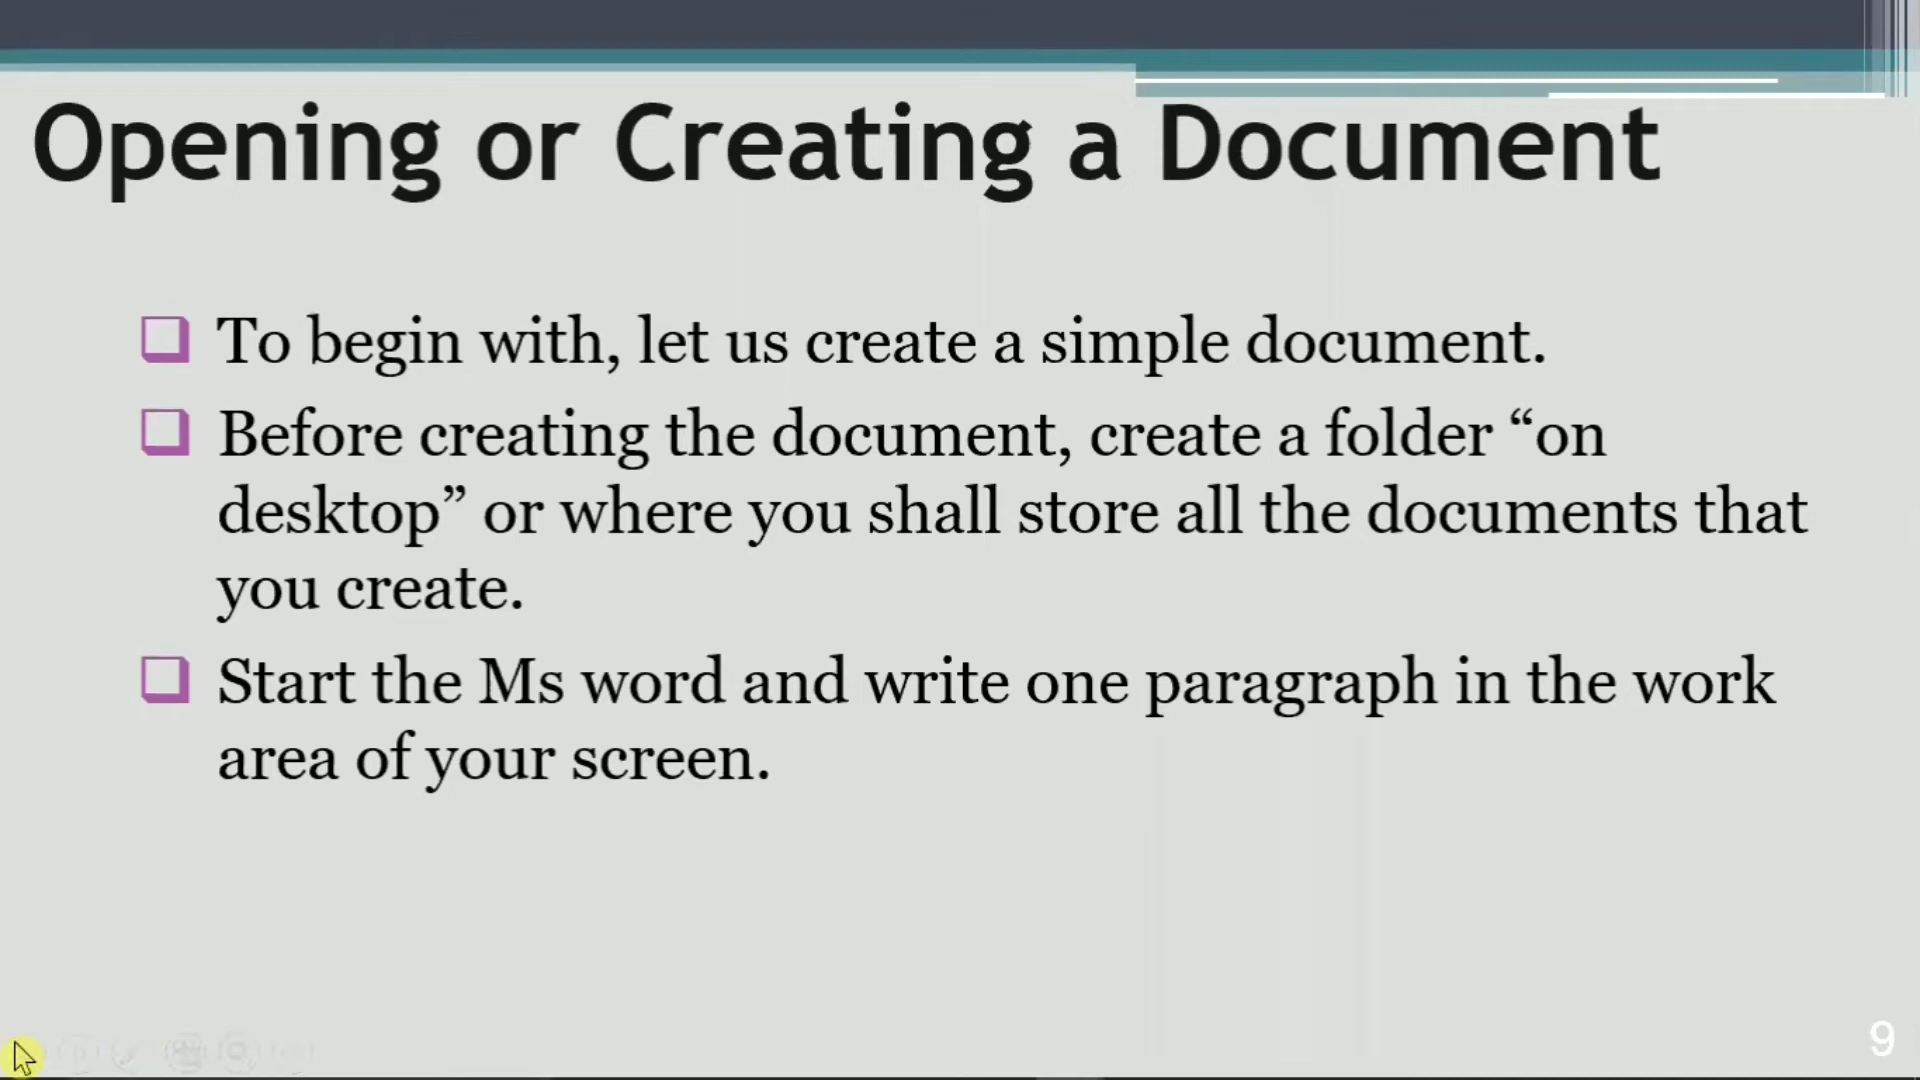 Opening or Creating a Document
To begin with, let us create a simple document.
Before creating the document, create a folder “on
desktop” or where you shall store all the documents that
you create.
Start the Ms word and write one paragraph in the work
area of your screen.
9